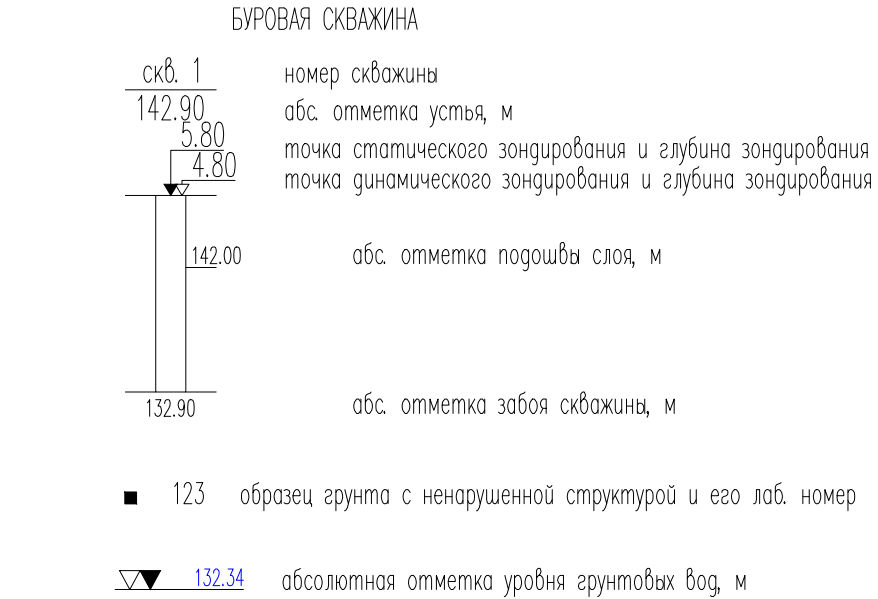 БУРОВАЯ СКВАЖИНА
скв. 1 номер скважины
142.90 абс. отметка устья, м
5.80 точка статического зондирования и глубина зондирования
4.80 точка динамического зондирования и глубина зондирования
142.00 абс. отметка подошвы слоя, м
132.90 абс. отметка забоя скважины, м
123 образец грунта с ненарушенной структурой и его лаб. номер
132.34 абсолютная отметка уровня грунтовых вод, м